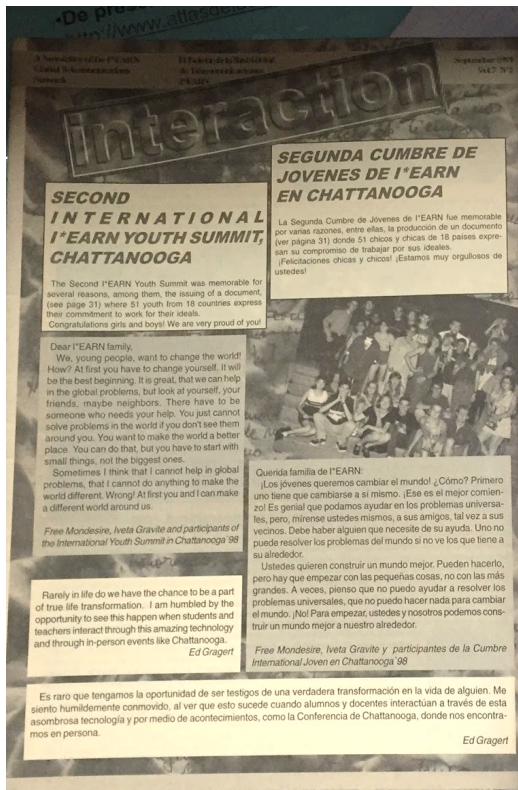 •De pres
http://www.atlasdel
A Newsletter of the I*EARN
Global Telecommunications
Network
El Boletín de la Red Global
de Telecomunicaciones
I*EARN
September 1998
Vol.7 Nº2
interaction
SECOND
INTERNATIONAL
I*EARN YOUTH SUMMIT,
CHATTANOOGA
The Second I*EARN Youth Summit was memorable for
several reasons, among them, the issuing of a document,
(see page 31) where 51 youth from 18 countries express
their commitment to work for their ideals.
Congratulations girls and boys! We are very proud of you!
SEGUNDA CUMBRE DE
JOVENES DE I*EARN
EN CHATTANOOGA
La Segunda Cumbre de Jóvenes de I*EARN fue memorable
por varias razones, entre ellas, la producción de un documento
(ver página 31) donde 51 chicos y chicas de 18 países expre-
san su compromiso de trabajar por sus ideales.
¡Felicitaciones chicas y chicos! ¡Estamos muy orgullosos de
ustedes!
Dear I*EARN family,
We, young people, want to change the world!
How? At first you have to change yourself. It will
be the best beginning. It is great, that we can help
in the global problems, but look at yourself, your
friends, maybe neighbors. There have to be
someone who needs your help. You just cannot
solve problems in the world if you don't see them
around you. You want to make the world a better
place. You can do that, but you have to start with
small things, not the biggest ones.
Sometimes I think that I cannot help in global
problems, that I cannot do anything to make the
world different. Wrong! At first you and I can make
a different world around us.
Free Mondesire, Iveta Gravite and participants of
the International Youth Summit in Chattanooga'98
Querida familia de I*EARN:
¡Los jóvenes queremos cambiar el mundo! ¿Cómo? Primero
uno tiene que cambiarse a sí mismo. ¡Ese es el mejor comien-
zo! Es genial que podamos ayudar en los problemas universa-
les, pero, mírense ustedes mismos, a sus amigos, tal vez a sus
vecinos. Debe haber alguien que necesite de su ayuda. Uno no
puede resolver los problemas del mundo si no ve los que tiene a
su alrededor.
Ustedes quieren construir un mundo mejor. Pueden hacerlo,
pero hay que empezar con las pequeñas cosas, no con las más
grandes. A veces, pienso que no puedo ayudar a resolver los
problemas universales, que no puedo hacer nada para cambiar
el mundo. ¡No! Para empezar, ustedes y nosotros podemos cons-
truir un mundo mejor a nuestro alrededor.
Free Mondesire, Iveta Gravite y participantes de la Cumbre
International Joven en Chattanooga'98
Rarely in life do we have the chance to be a part
of true life transformation. I am humbled by the
opportunity to see this happen when students and
teachers interact through this amazing technology
and through in-person events like Chattanooga.
Ed Gragert
Es raro que tengamos la oportunidad de ser testigos de una verdadera transformación en la vida de alguien. Me
siento humildemente conmovido, al ver que esto sucede cuando alumnos y docentes interactúan a través de esta
asombrosa tecnología y por medio de acontecimientos, como la Conferencia de Chattanooga, donde nos encontra-
mos en persona.
Ed Gragert